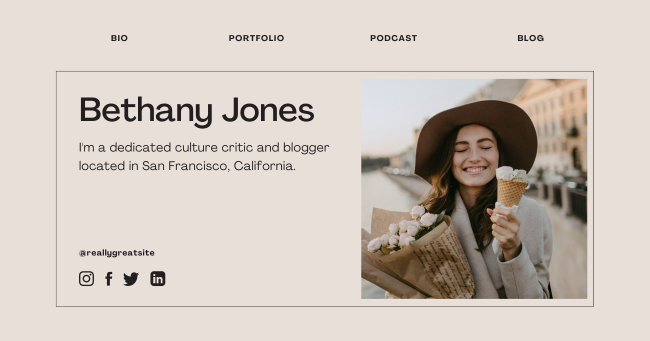 BIO
PORTFOLIO
PODCAST
BLOG
Bethany Jones
I'm a dedicated culture critic and blogger
located in San Francisco, California.
@reallygreatsite